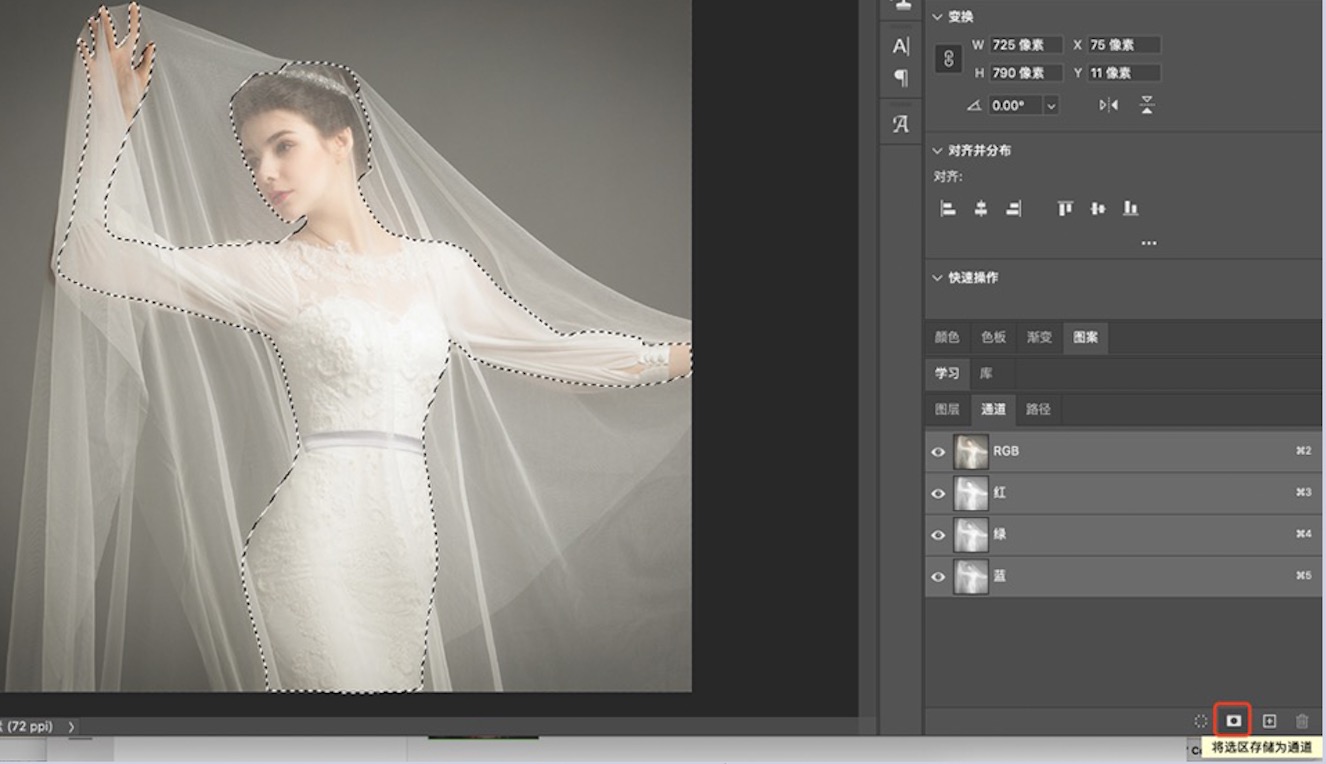 变换
W 725 像素 X 75 像素
H 790 像素 Y 11 像素
0.00°
A|
¶
A
对齐并分布
对齐:
快速操作
颜色 色板 渐变 图案
学习 库
图层 通道 路径
RGB ⌘2
红 ⌘3
绿 ⌘4
蓝 ⌘5
(72 ppi)
将选区存储为通道